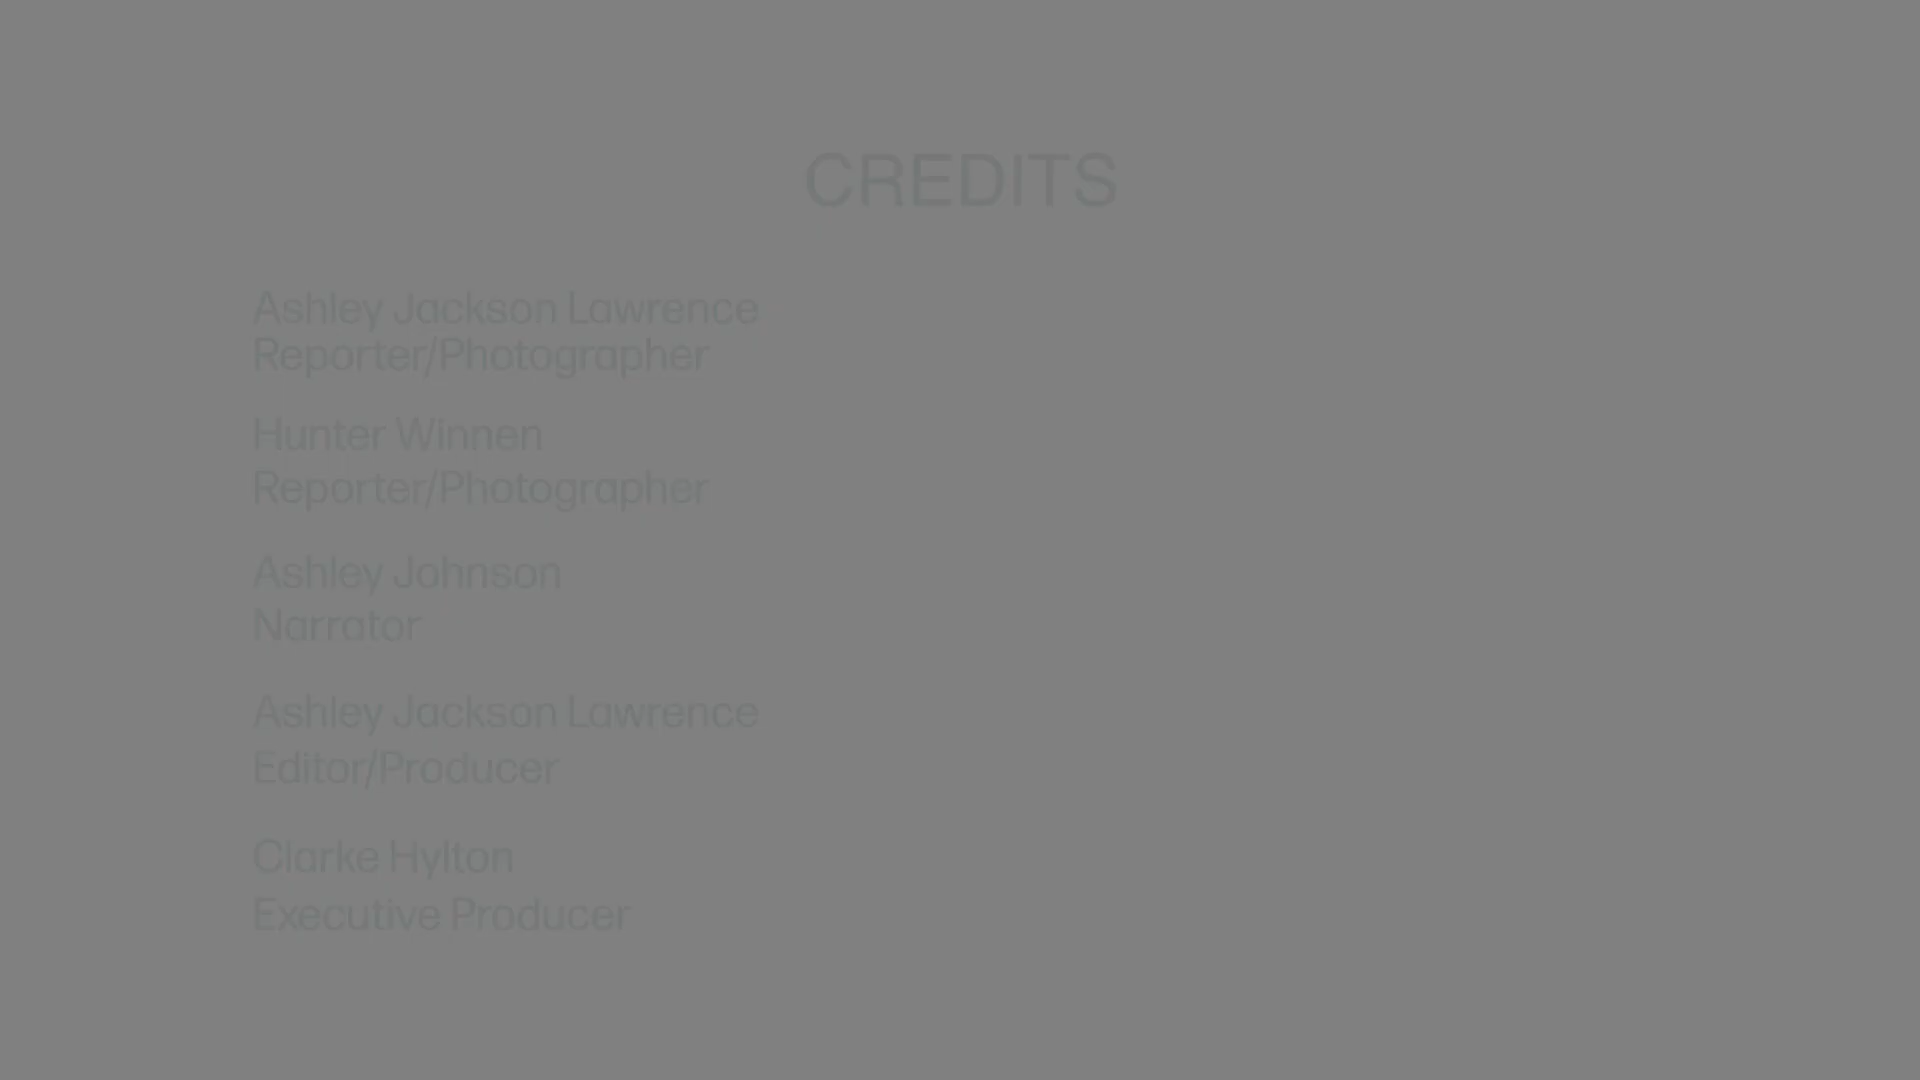 CREDITS
Ashley Jackson Lawrence
Reporter/Photographer
Hunter Winnen
Reporter/Photographer
Ashley Johnson
Narrator
Ashley Jackson Lawrence
Editor/Producer
Clarke Hylton
Executive Producer